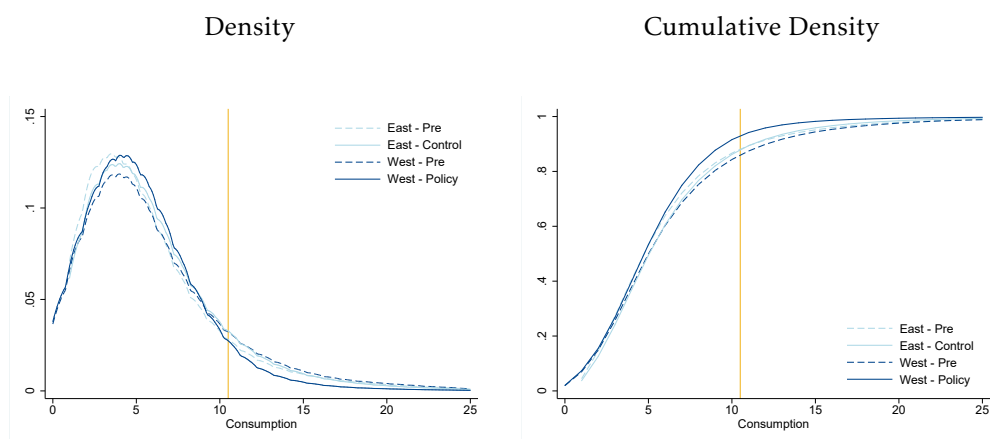 Density
Cumulative Density
.15
.1
.05
0
East - Pre
East - Control
West - Pre
West - Policy
0 5 10 15 20 25
Consumption
1
.8
.6
.4
.2
0
East - Pre
East - Control
West - Pre
West - Policy
0 5 10 15 20 25
Consumption